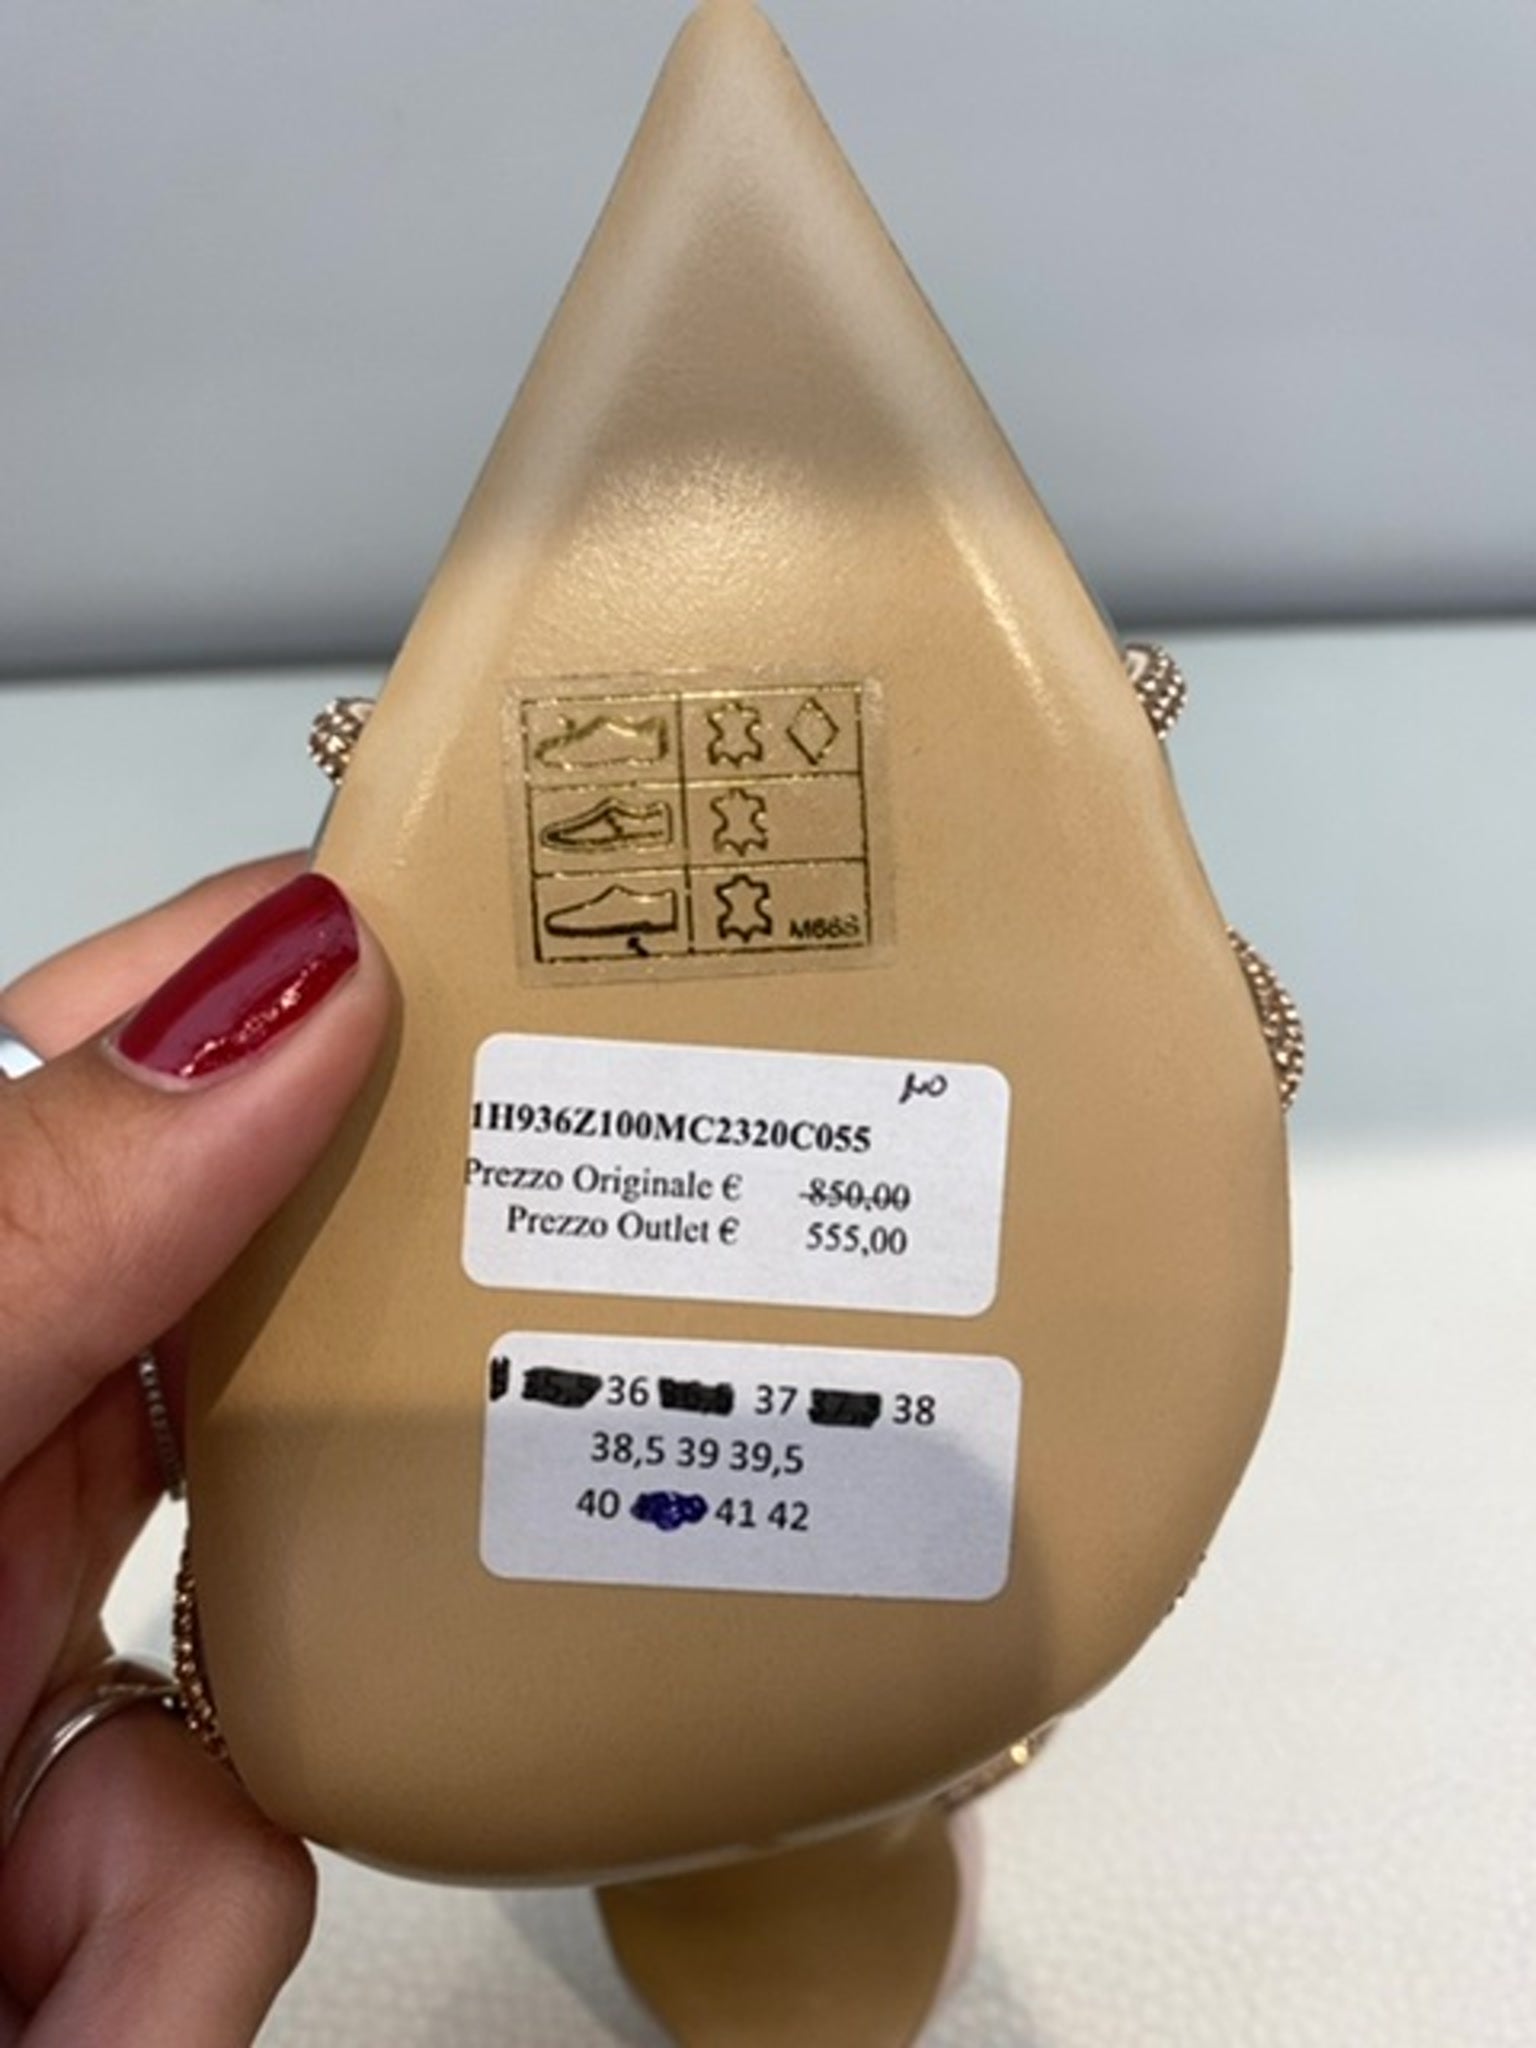 M66S
1H936Z100MC2320C055
Prezzo Originale € 850,00
Prezzo Outlet € 555,00
36 37 38
38,5 39 39,5
40 41 42